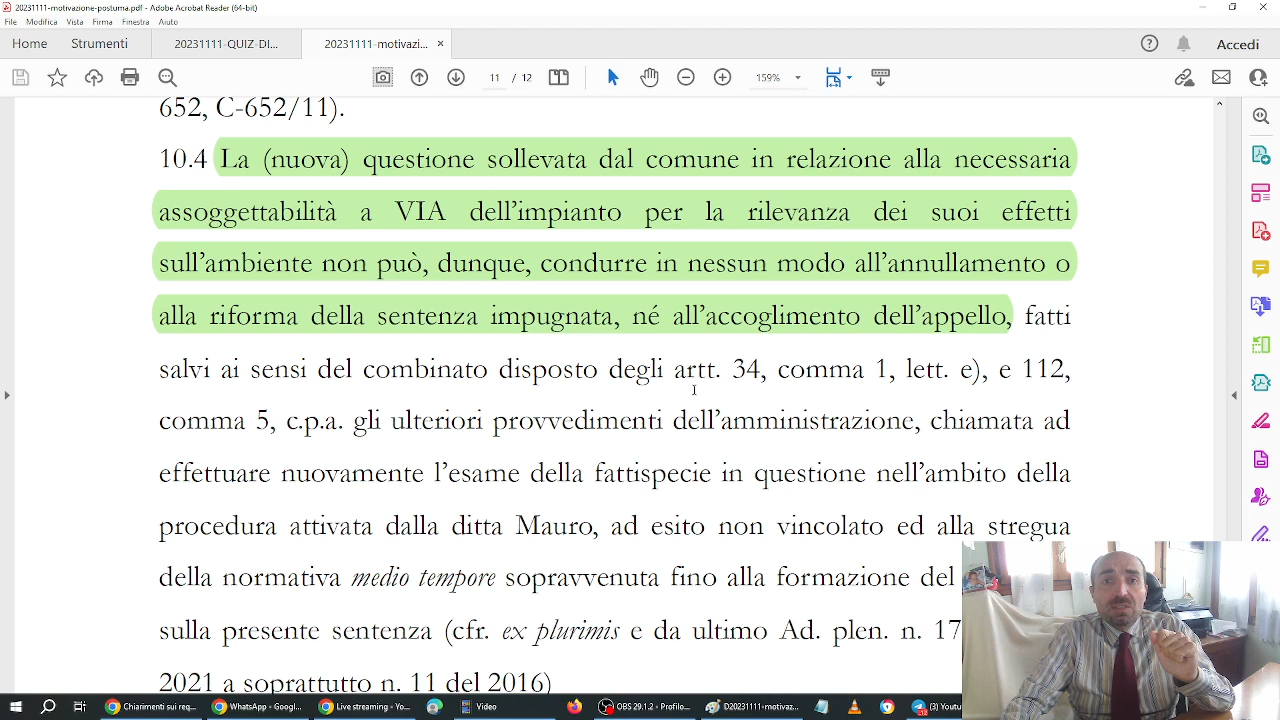 20231111-motivazione-postuma.pdf - Adobe Acrobat Reader (64-bit)
File Modifica Vista Firma Finestra Aiuto
Home Strumenti 20231111-QUIZ-DI... 20231111-motivazi... × Accedi
11 / 12 159%
652, C-652/11).
10.4 La (nuova) questione sollevata dal comune in relazione alla necessaria
assoggettabilità a VIA dell’impianto per la rilevanza dei suoi effetti
sull’ambiente non può, dunque, condurre in nessun modo all’annullamento o
alla riforma della sentenza impugnata, né all’accoglimento dell’appello, fatti
salvi ai sensi del combinato disposto degli artt. 34, comma 1, lett. e), e 112,
comma 5, c.p.a. gli ulteriori provvedimenti dell’amministrazione, chiamata ad
effettuare nuovamente l’esame della fattispecie in questione nell’ambito della
procedura attivata dalla ditta Mauro, ad esito non vincolato ed alla stregua
della normativa medio tempore sopravvenuta fino alla formazione del
sulla presente sentenza (cfr. ex plurimis e da ultimo Ad. plen. n. 17
2021 a soprattutto n. 11 del 2016)
Chiarimenti sui req... WhatsApp - Googl... Live streaming - Yo... Video OBS 29.1.2 - Profilo... D20231111-motivaz... (3) Youtu